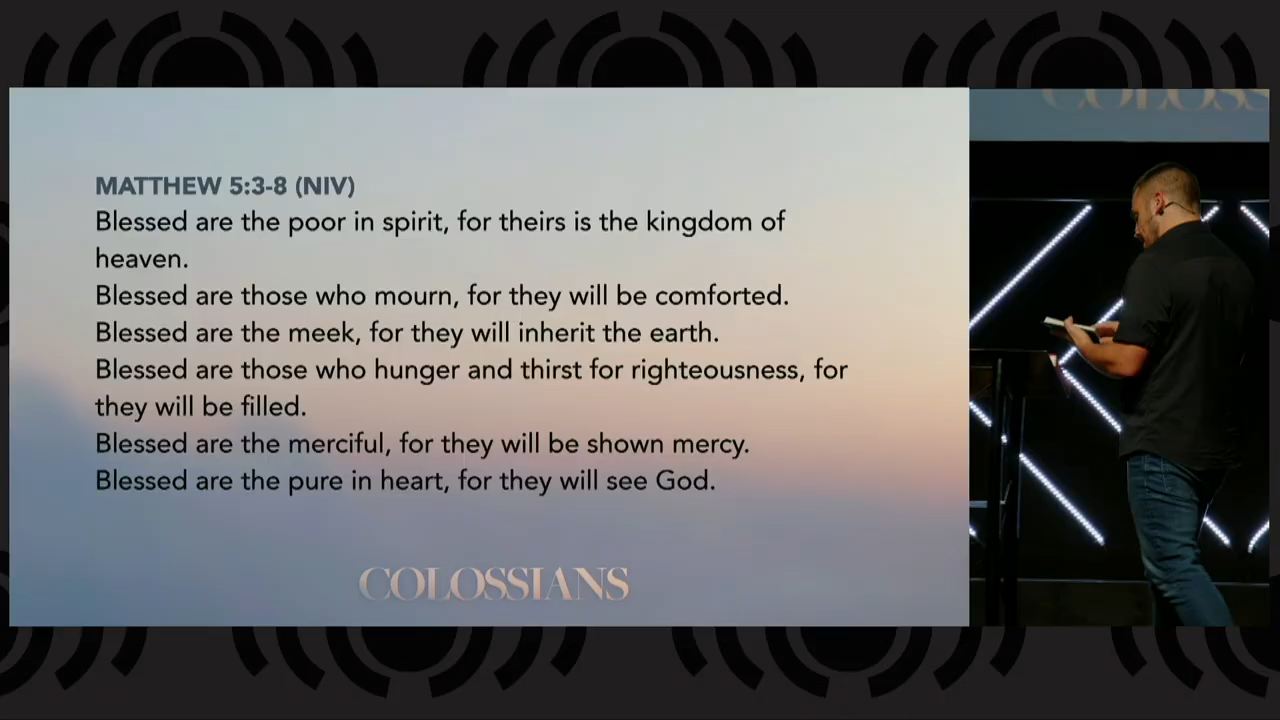 COLOSS
MATTHEW 5:3-8 (NIV)
Blessed are the poor in spirit, for theirs is the kingdom of
heaven.
Blessed are those who mourn, for they will be comforted.
Blessed are the meek, for they will inherit the earth.
Blessed are those who hunger and thirst for righteousness, for
they will be filled.
Blessed are the merciful, for they will be shown mercy.
Blessed are the pure in heart, for they will see God.
COLOSSIANS